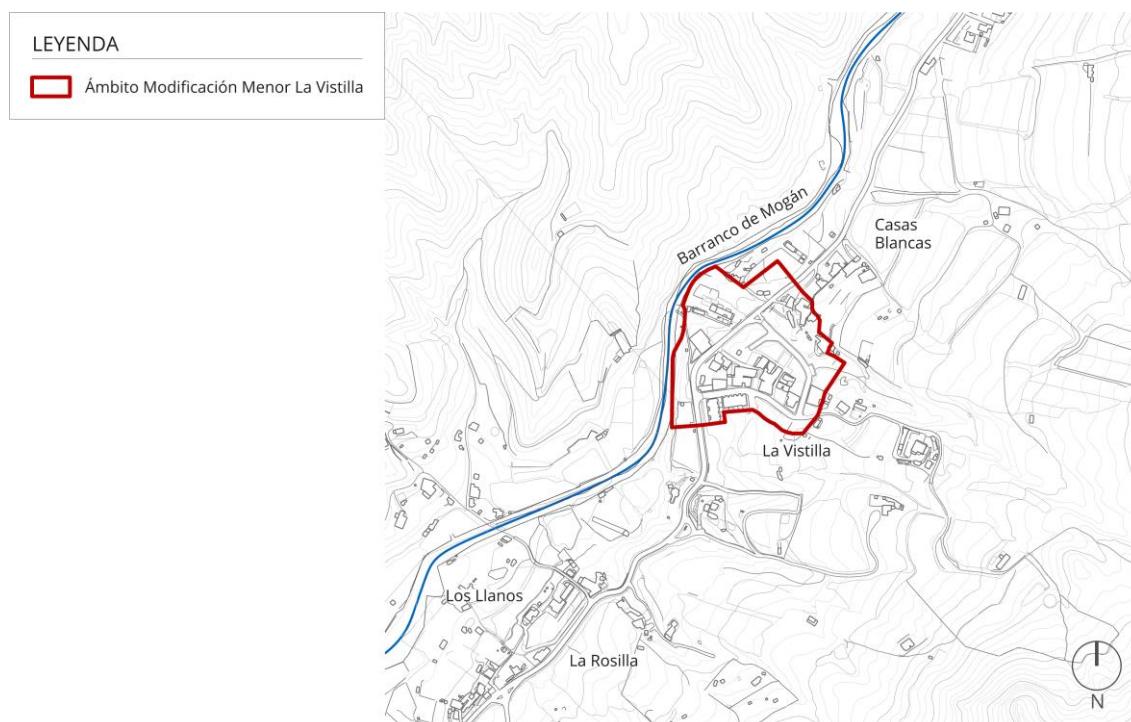 LEYENDA
Ámbito Modificación Menor La Vistilla
Barranco de Mogán
Casas
Blancas
La Vistilla
Los Llanos
La Rosilla
N